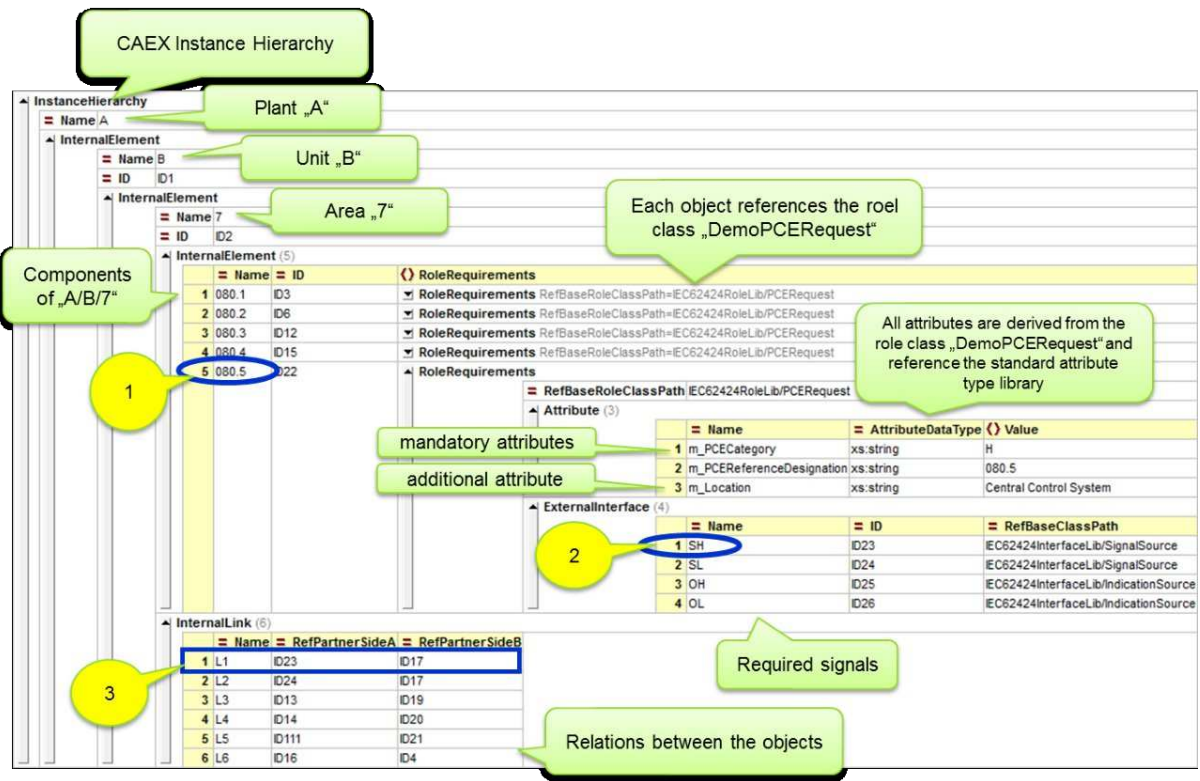 CAEX Instance Hierarchy
InstanceHierarchy
= Name A
Plant „A“
InternalElement
= Name B
Unit „B“
= ID ID1
InternalElement
= Name 7
Area „7“
= ID ID2
Each object references the roel
class „DemoPCERequest“
InternalElement (5)
Components
of „A/B/7“
= Name = ID RoleRequirements
1 080.1 ID3 RoleRequirements RefBaseRoleClassPath=IEC62424RoleLib/PCERequest
2 080.2 ID6 RoleRequirements RefBaseRoleClassPath=IEC62424RoleLib/PCERequest
3 080.3 ID12 RoleRequirements RefBaseRoleClassPath=IEC62424RoleLib/PCERequest
4 080.4 ID15 RoleRequirements RefBaseRoleClassPath=IEC62424RoleLib/PCERequest
5 080.5 ID22 RoleRequirements
All attributes are derived from the
role class „DemoPCERequest“ and
reference the standard attribute
type library
1
= RefBaseRoleClassPath IEC62424RoleLib/PCERequest
Attribute (3)
= Name = AttributeDataType Value
mandatory attributes
1 m_PCECategory xs:string H
2 m_PCEReferenceDesignation xs:string 080.5
additional attribute
3 m_Location xs:string Central Control System
ExternalInterface (4)
= Name = ID = RefBaseClassPath
2
1 SH ID23 IEC62424InterfaceLib/SignalSource
2 SL ID24 IEC62424InterfaceLib/SignalSource
3 OH ID25 IEC62424InterfaceLib/IndicationSource
4 OL ID26 IEC62424InterfaceLib/IndicationSource
Required signals
InternalLink (6)
= Name = RefPartnerSideA = RefPartnerSideB
3
1 L1 ID23 ID17
2 L2 ID24 ID17
3 L3 ID13 ID19
4 L4 ID14 ID20
5 L5 ID111 ID21
6 L6 ID16 ID4
Relations between the objects